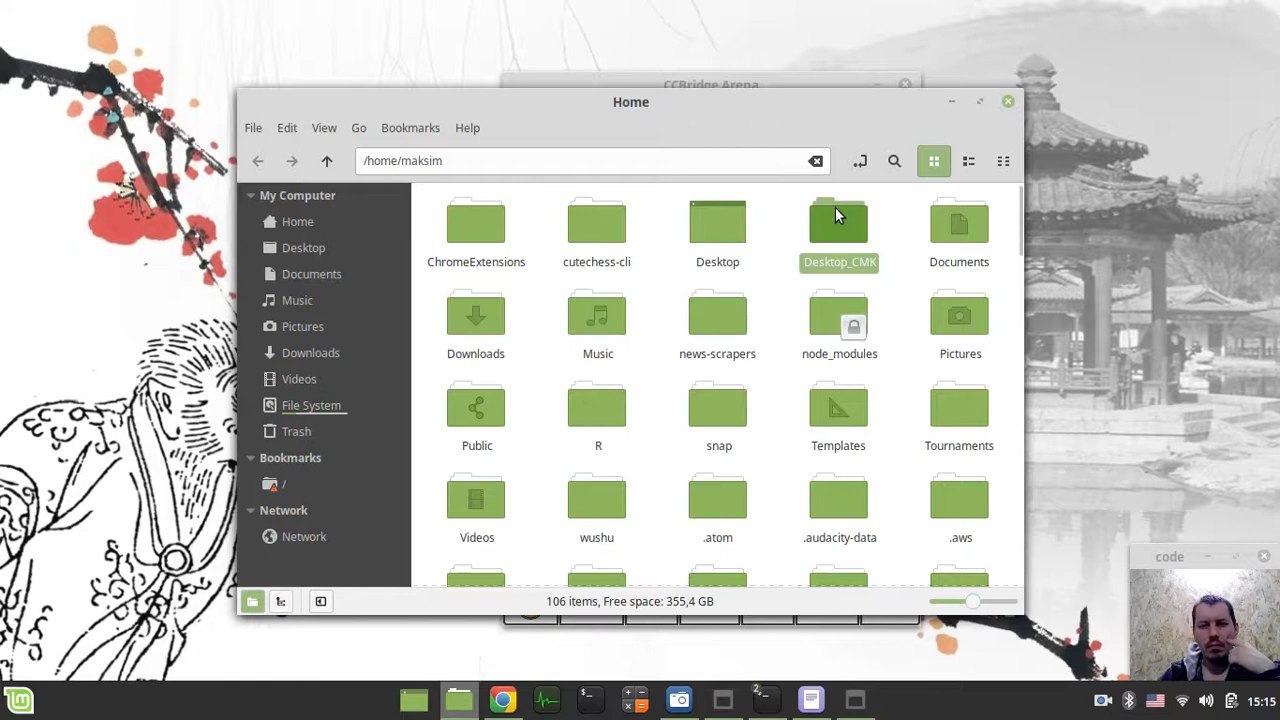 CCBridge Arena
Home
File Edit View Go Bookmarks Help
/home/maksim
My Computer
Home
Desktop
Documents
Music
Pictures
Downloads
Videos
File System
Trash
Bookmarks
/
Network
Network
ChromeExtensions cutechess-cli Desktop Desktop_CMK Documents
Downloads Music news-scrapers node_modules Pictures
Public R snap Templates Tournaments
Videos wushu .atom .audacity-data .aws
106 items, Free space: 355,4 GB
code
2
15:15